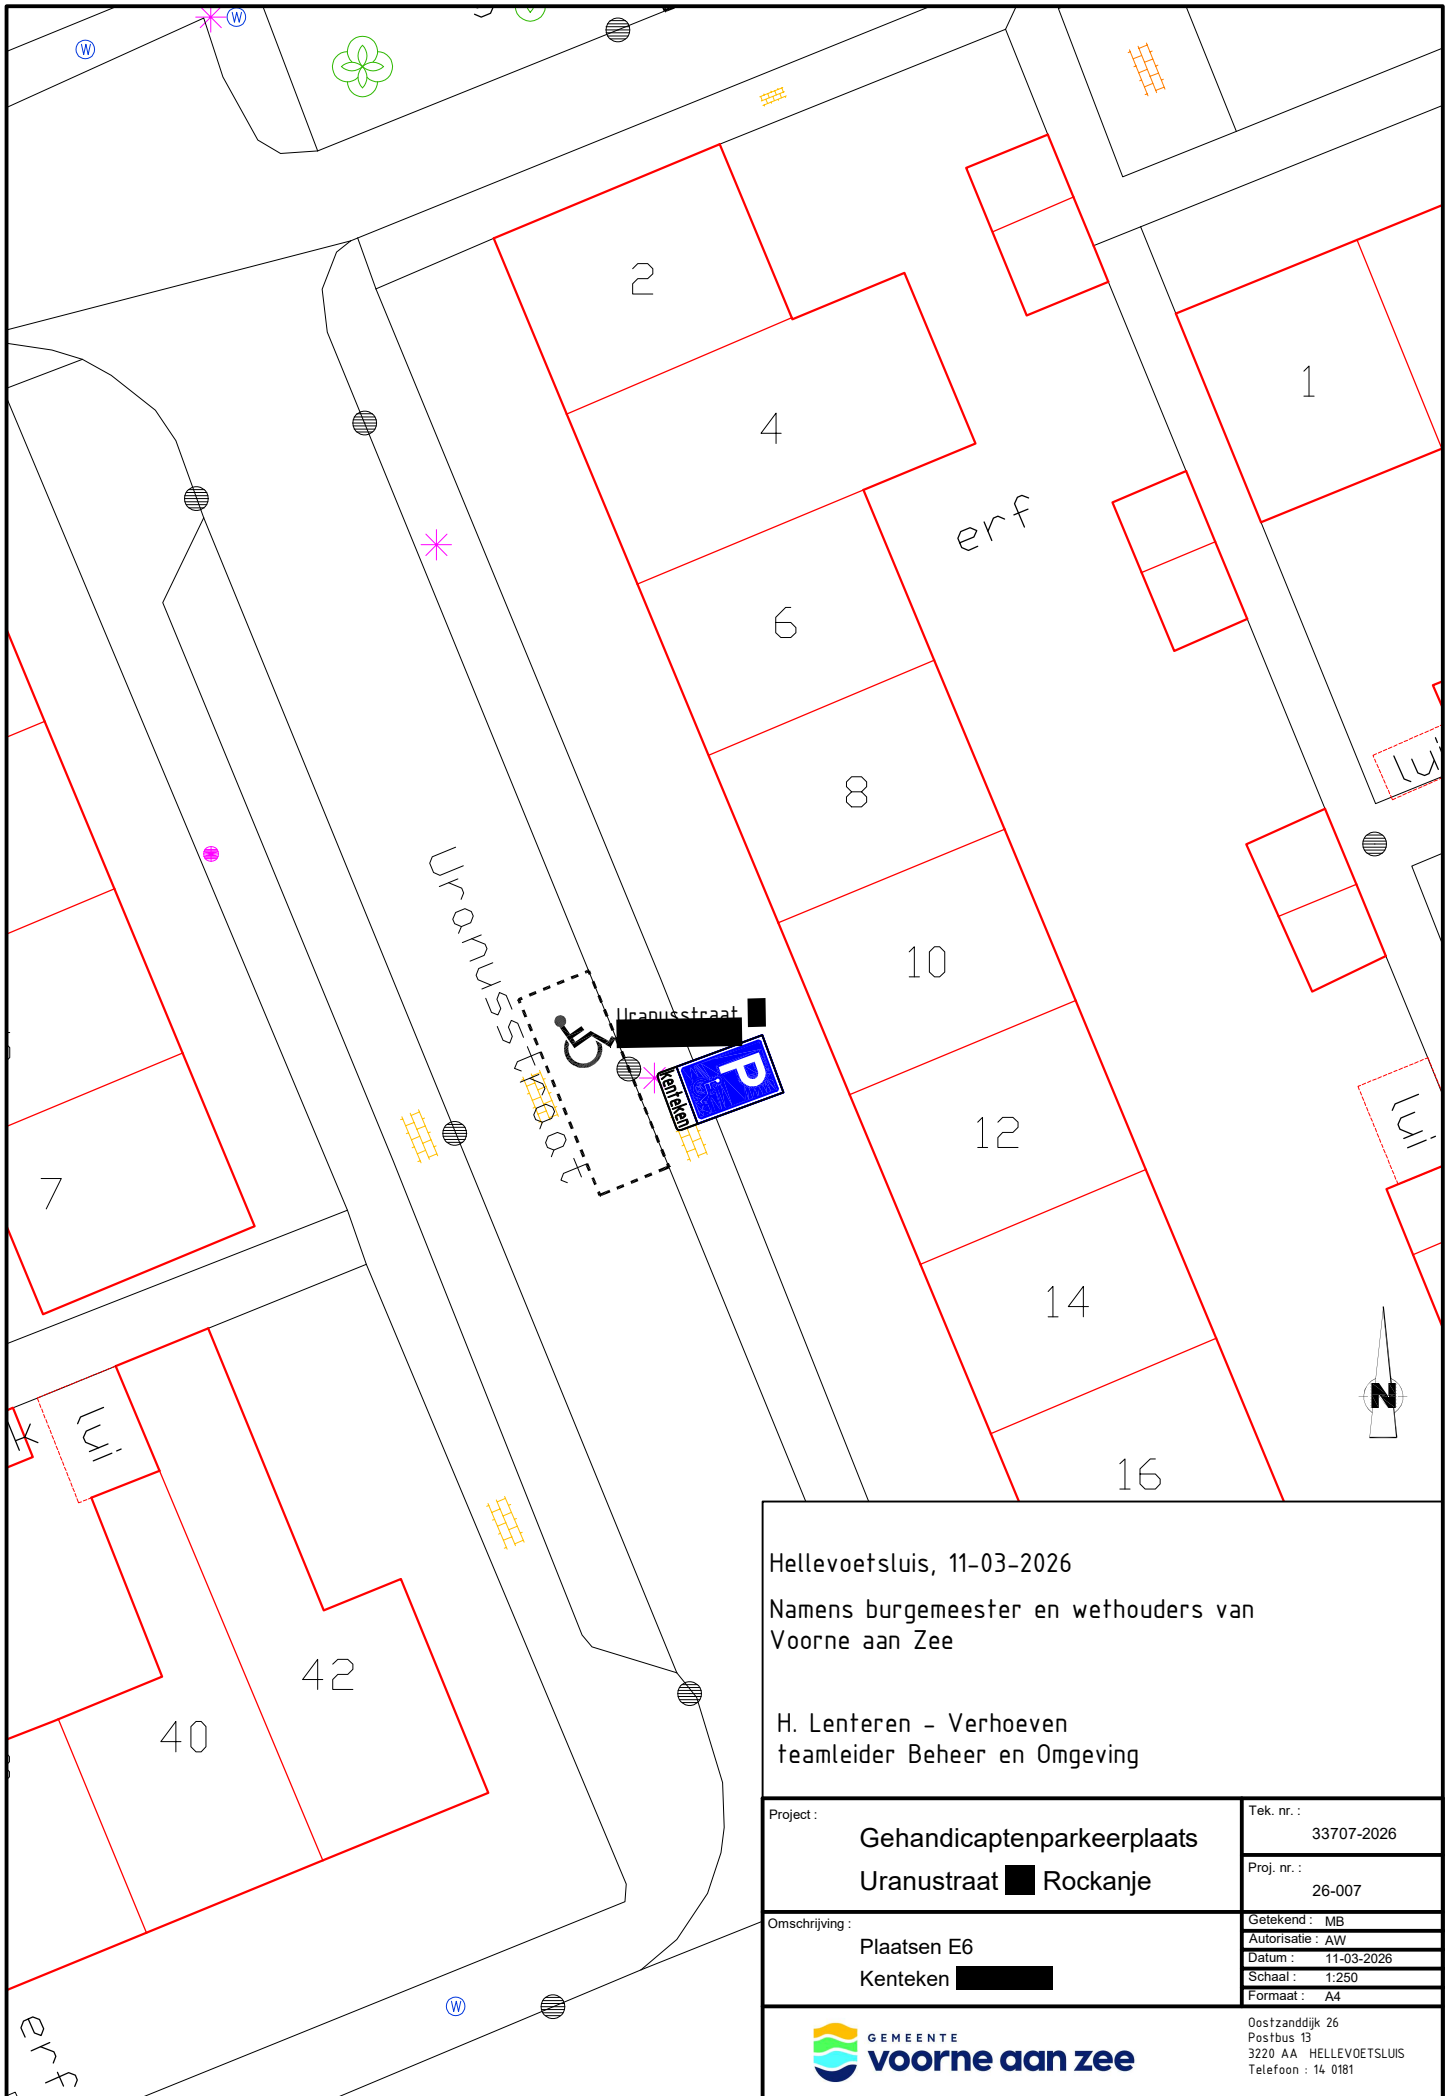 W
W
2
4
1
erf
6
8
lui
Uranusstraat
10
Uranusstraat
P
kenteken
12
lui
7
14
N
k
lui
16
42
40
erf
W
Hellevoetsluis, 11-03-2026
Namens burgemeester en wethouders van
Voorne aan Zee
H. Lenteren - Verhoeven
teamleider Beheer en Omgeving
Project :
Gehandicaptenparkeerplaats
Uranustraat Rockanje
Tek. nr. :
33707-2026
Proj. nr. :
26-007
Omschrijving :
Plaatsen E6
Kenteken
Getekend : MB
Autorisatie : AW
Datum : 11-03-2026
Schaal : 1:250
Formaat : A4
GEMEENTE
voorne aan zee
Oostzanddijk 26
Postbus 13
3220 AA HELLEVOETSLUIS
Telefoon : 14 0181